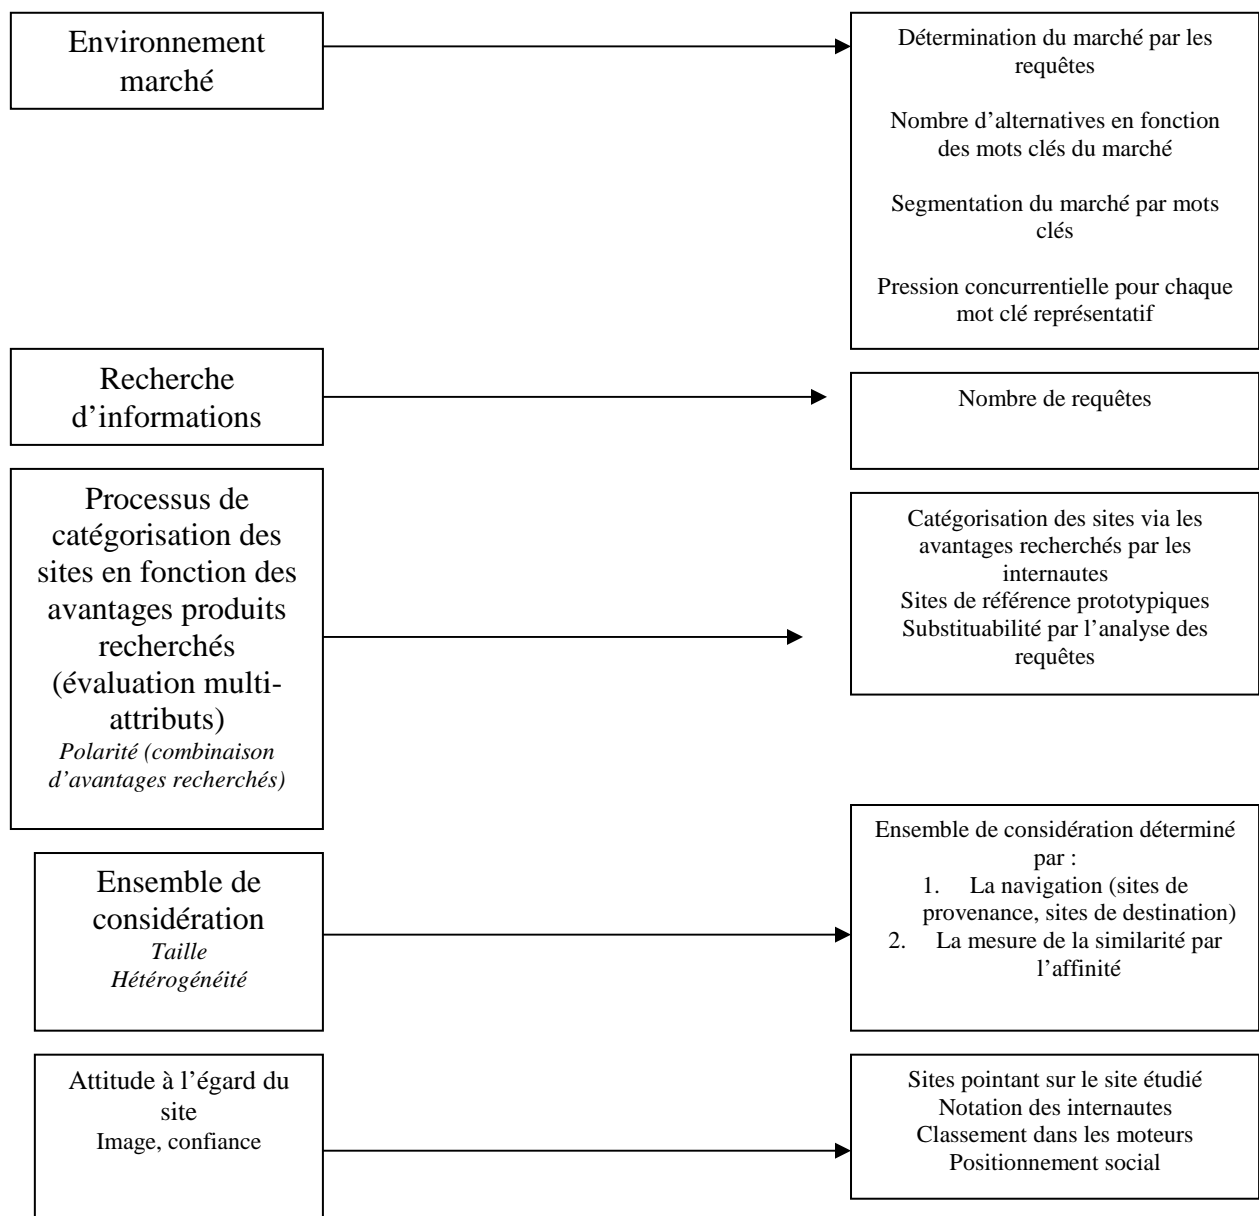 Environnement
marché
Détermination du marché par les
requêtes
Nombre d’alternatives en fonction
des mots clés du marché
Segmentation du marché par mots
clés
Pression concurrentielle pour chaque
mot clé représentatif
Recherche
d’informations
Nombre de requêtes
Processus de
catégorisation des
sites en fonction des
avantages produits
recherchés
(évaluation multi-
attributs)
Polarité (combinaison
d’avantages recherchés)
Catégorisation des sites via les
avantages recherchés par les
internautes
Sites de référence prototypiques
Substituabilité par l’analyse des
requêtes
Ensemble de
considération
Taille
Hétérogénéité
Ensemble de considération déterminé
par :
1. La navigation (sites de
provenance, sites de destination)
2. La mesure de la similarité par
l’affinité
Attitude à l’égard du
site
Image, confiance
Sites pointant sur le site étudié
Notation des internautes
Classement dans les moteurs
Positionnement social